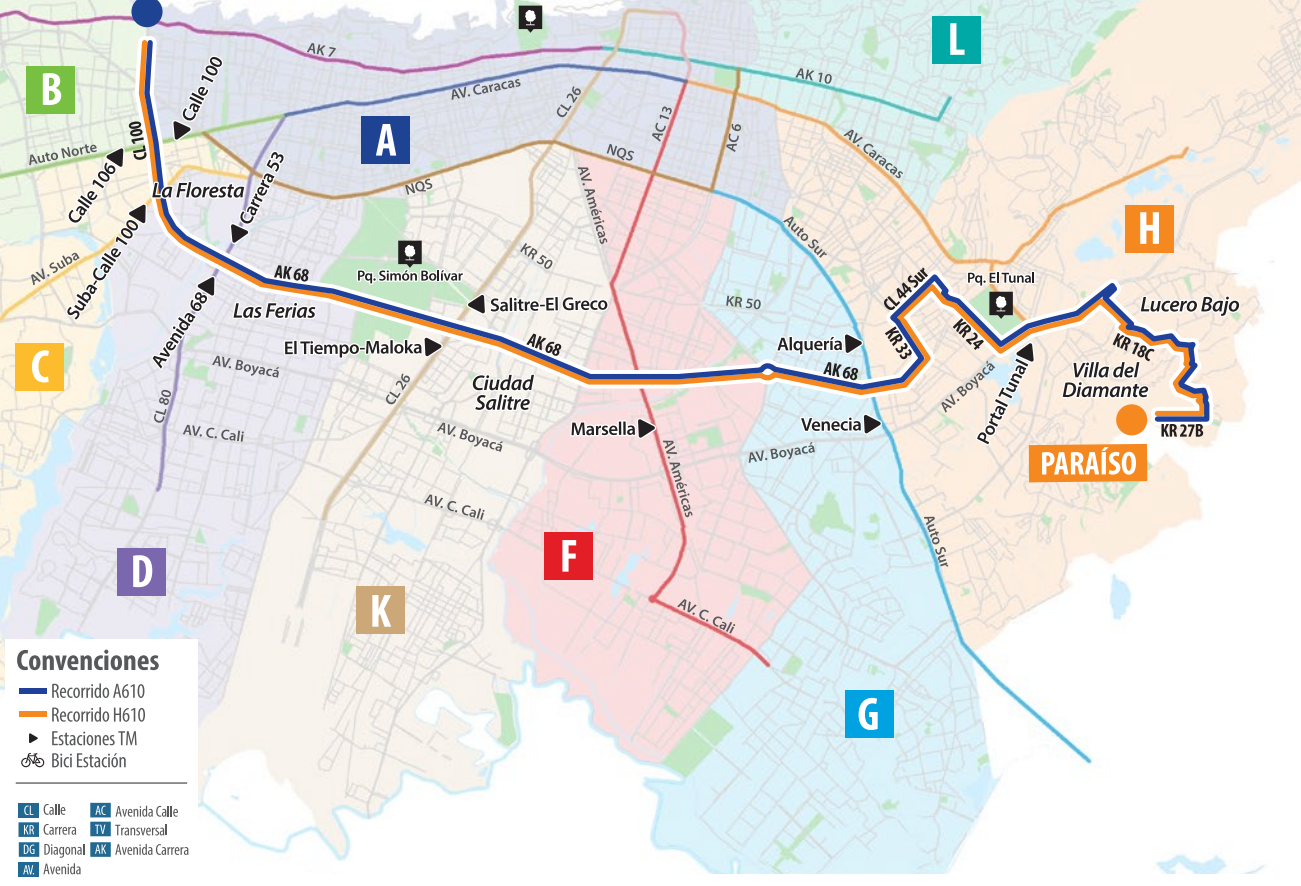 AK 7
L
AK 10
B
Calle 100
AV. Caracas
CL 26
AC 13
AC 6
CL 100
A
AV. Caracas
Auto Norte
Calle 106
La Floresta
Carrera 53
NQS
NQS
AV. Américas
H
AV. Suba
Suba-Calle 100
AK 68
Pq. Simón Bolívar
KR 50
Auto Sur
Pq. El Tunal
CL 44 Sur
Avenida 68
Las Ferias
Salitre-El Greco
KR 50
Lucero Bajo
KR 33
KR 24
El Tiempo-Maloka
AK 68
Alquería
AK 68
KR 18C
C
AV. Boyacá
Ciudad
Salitre
CL 26
AV. Boyacá
Portal Tunal
Villa del
Diamante
CL 80
AV. C. Cali
AV. Boyacá
Marsella
Venecia
KR 27B
AV. Boyacá
PARAÍSO
AV. Américas
AV. C. Cali
Auto Sur
D
F
K
AV. C. Cali
G
Convenciones
Recorrido A610
Recorrido H610
Estaciones TM
Bici Estación
CL Calle AC Avenida Calle
KR Carrera TV Transversal
DG Diagonal AK Avenida Carrera
AV. Avenida